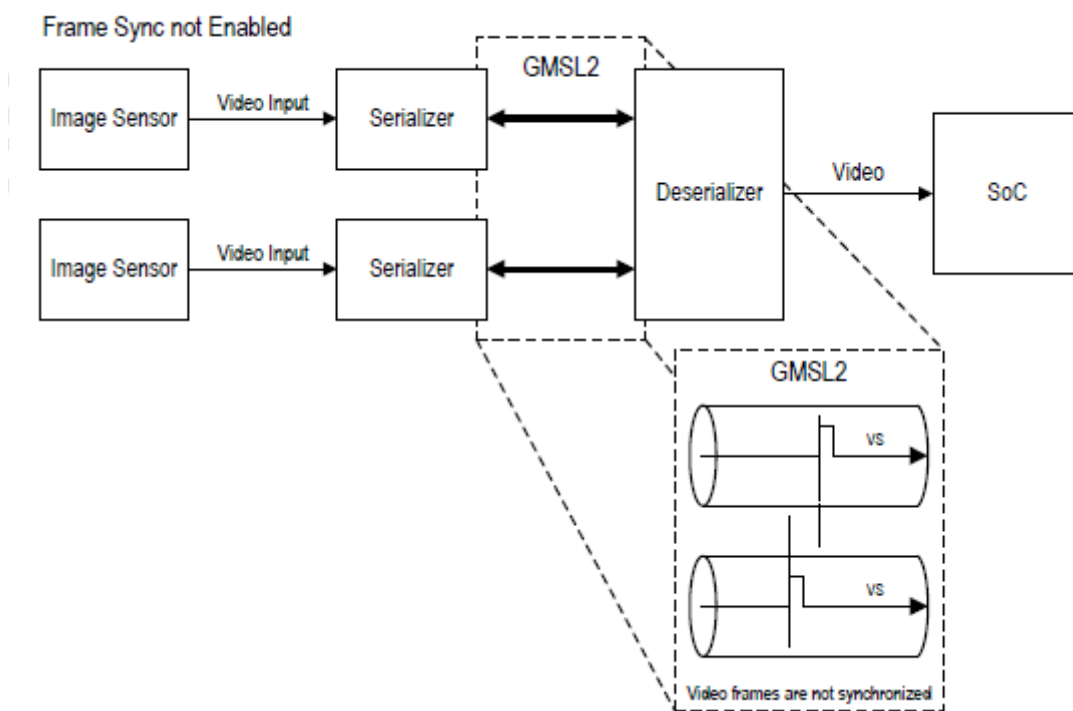 Frame Sync not Enabled
GMSL2
Image Sensor
Video Input
Serializer
Deserializer
Video
SoC
Image Sensor
Video Input
Serializer
GMSL2
VS
VS
Video frames are not synchronized